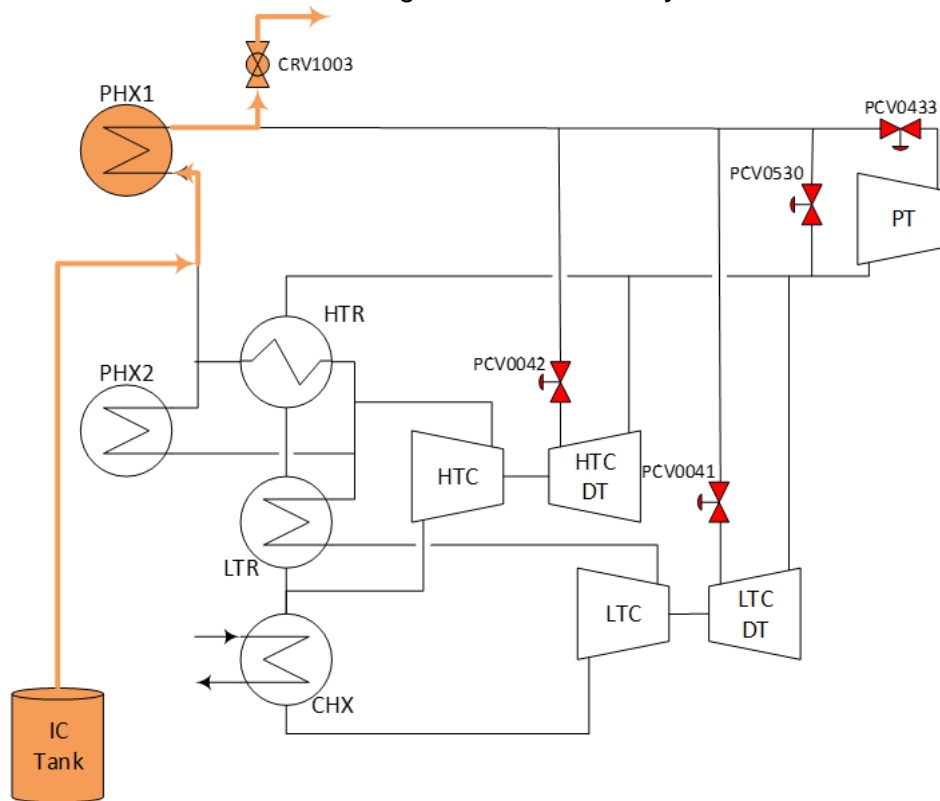 CRV1003
PHX1
PCV0433
PCV0530
PT
HTR
PHX2
PCV0042
HTC
HTC
DT
PCV0041
LTR
LTC
LTC
DT
CHX
IC
Tank